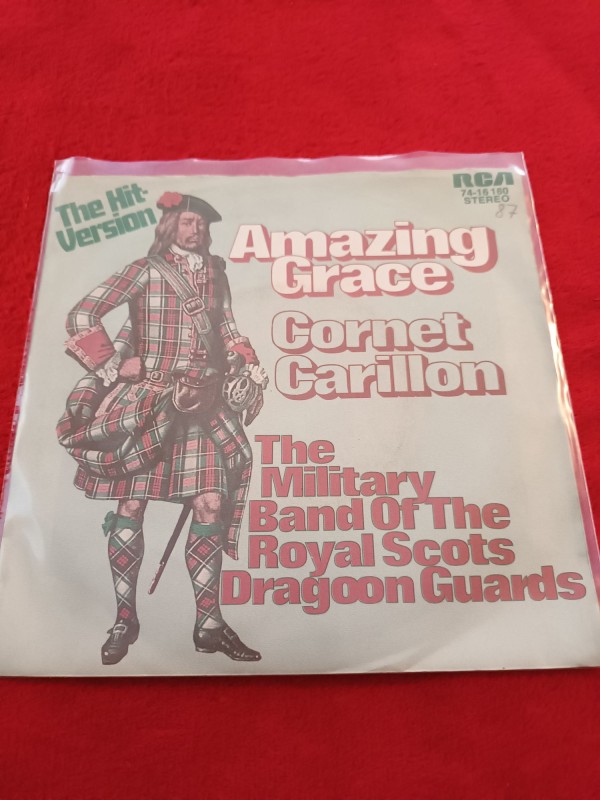 The Hit-
Version
RCA
74-16 160
STEREO
87
Amazing
Grace
Cornet
Carillon
The
Military
Band Of The
Royal Scots
Dragoon Guards